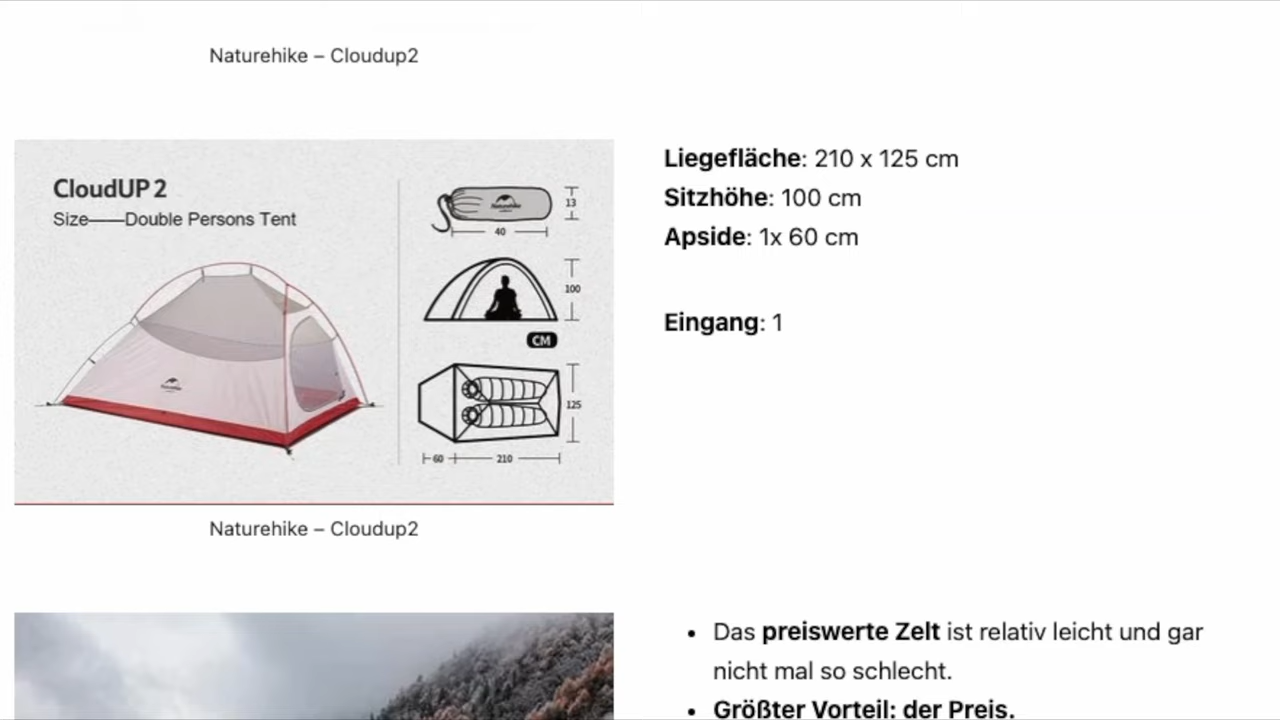 Naturehike – Cloudup2
CloudUP 2
Size——Double Persons Tent
Naturehike
13
40
100
CM
125
60
210
Naturehike
Liegefläche: 210 x 125 cm
Sitzhöhe: 100 cm
Apside: 1x 60 cm
Eingang: 1
Naturehike – Cloudup2
• Das preiswerte Zelt ist relativ leicht und gar
nicht mal so schlecht.
• Größter Vorteil: der Preis.